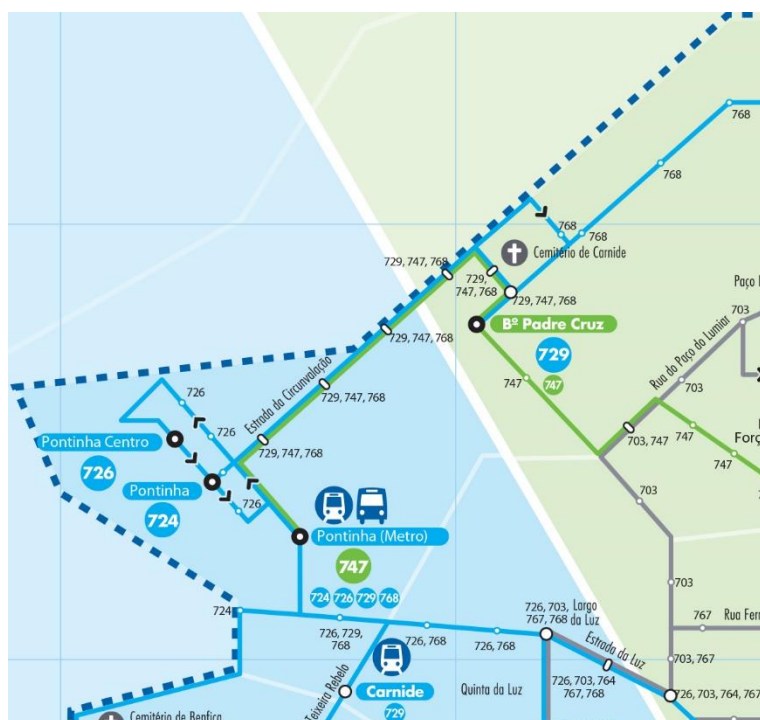 768
768
768
768
Cemitério de Carnide
729, 747, 768
729,
747, 768
729, 747, 768
Bº Padre Cruz
729
747
729, 747, 768
Paço
703
Rua do Paço do Lumiar
703
747
729, 747, 768
Estrada da Circunvalação
726
726
729, 747, 768
703, 747
747
747
Pontinha Centro
726
Pontinha
724
726
703
Pontinha (Metro)
747
724 726 729 768
703
724
726, 729,
768
726, 768
726, 768
726, 703,
767, 768
Largo
da Luz
767
Rua
703, 767
Estrada da Luz
726, 703, 764
767, 768
726, 703, 764, 767,
Carnide
729
Teixeira Rebelo
Quinta da Luz
Cemitério de Benfica